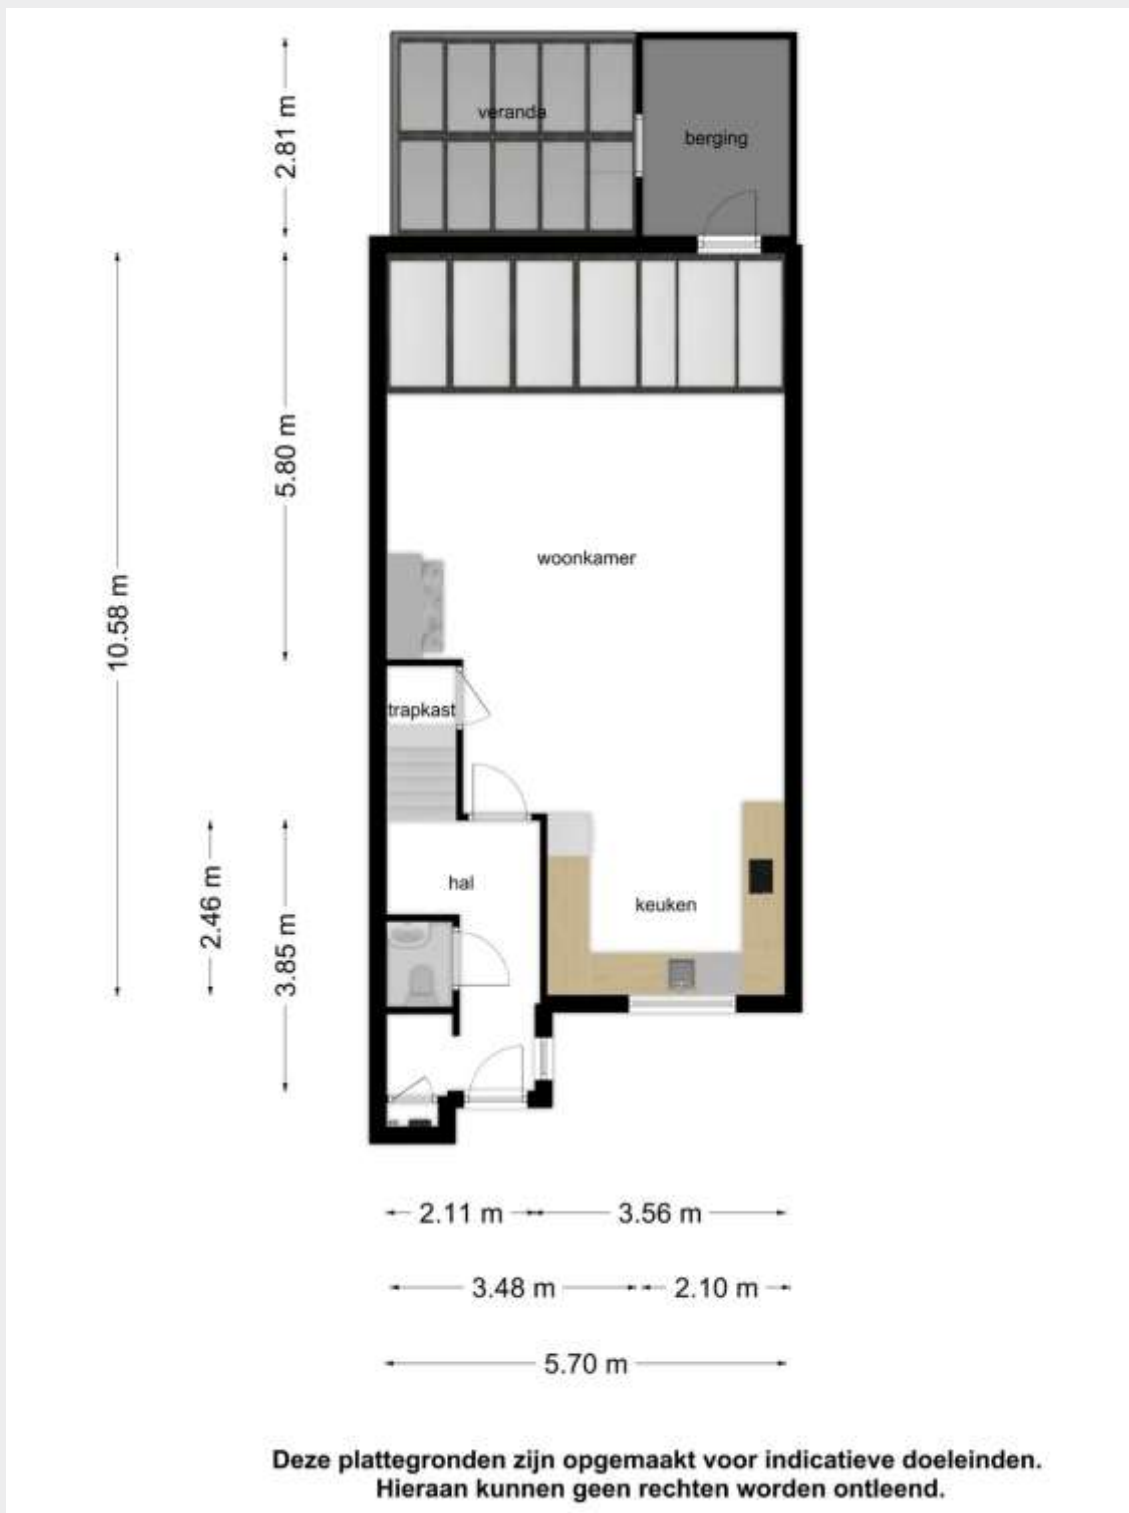 2.81 m
veranda
berging
5.80 m
10.58 m
woonkamer
trapkast
2.46 m
3.85 m
hal
keuken
2.11 m
3.56 m
3.48 m
2.10 m
5.70 m
Deze plattegronden zijn opgemaakt voor indicatieve doeleinden.
Hieraan kunnen geen rechten worden ontleend.